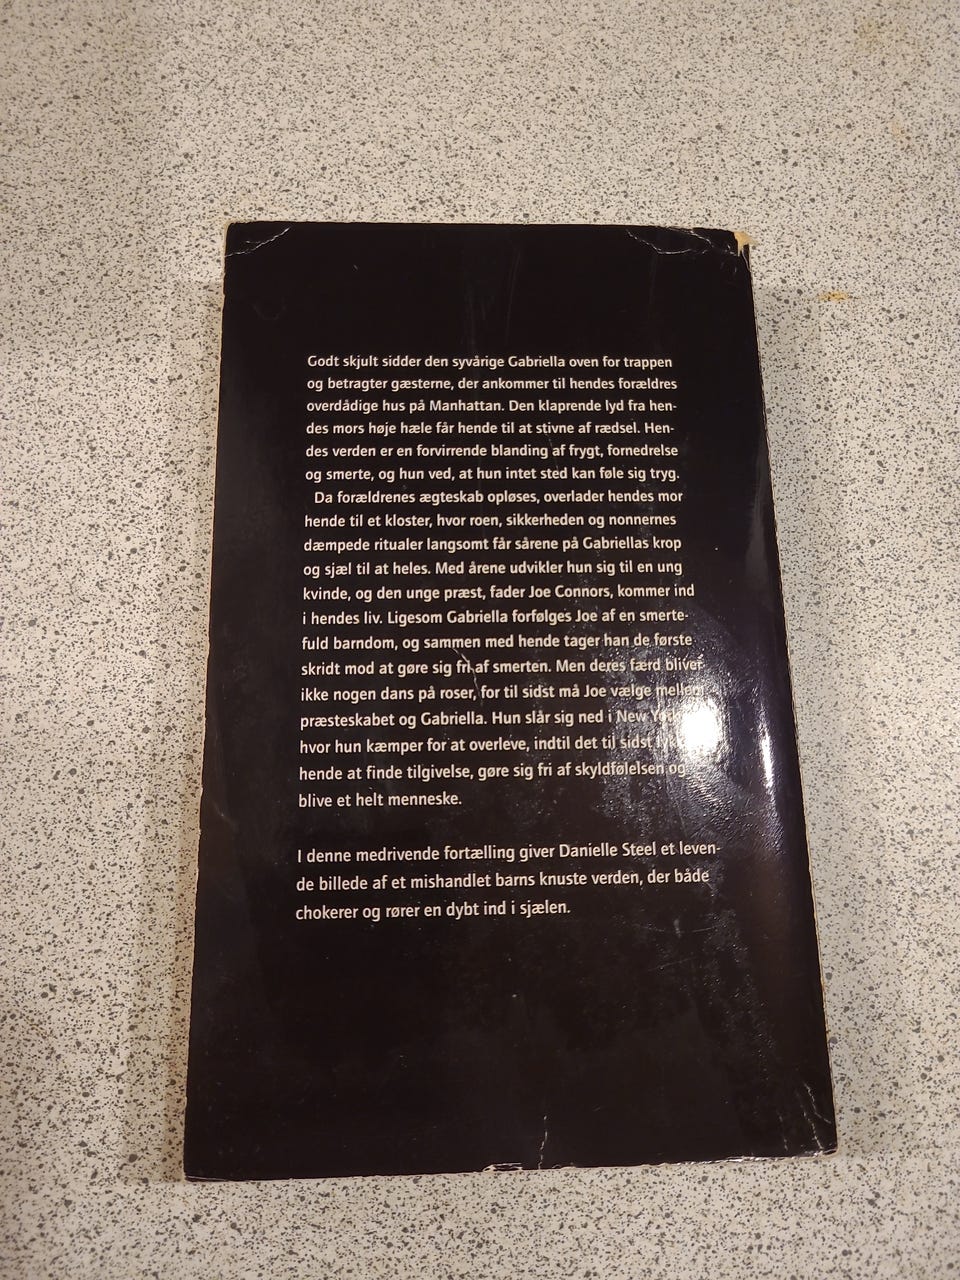 Godt skjult sidder den syvårige Gabriella oven for trappen
og betragter gæsterne, der ankommer til hendes forældres
overdådige hus på Manhattan. Den klaprende lyd fra hen-
des mors høje hæle får hende til at stivne af rædsel. Hen-
des verden er en forvirrende blanding af frygt, fornedrelse
og smerte, og hun ved, at hun intet sted kan føle sig tryg.
Da forældrenes ægteskab opløses, overlader hendes mor
hende til et kloster, hvor roen, sikkerheden og nonnernes
dæmpede ritualer langsomt får sårene på Gabriellas krop
og sjæl til at heles. Med årene udvikler hun sig til en ung
kvinde, og den unge præst, fader Joe Connors, kommer ind
i hendes liv. Ligesom Gabriella forfølges Joe af en smerte-
fuld barndom, og sammen med hende tager han de første
skridt mod at gøre sig fri af smerten. Men deres færd bliver
ikke nogen dans på roser, for til sidst må Joe vælge mellem
præsteskabet og Gabriella. Hun slår sig ned i New
hvor hun kæmper for at overleve, indtil det til sidst
hende at finde tilgivelse, gøre sig fri af skyldfølelsen og
blive et helt menneske.
I denne medrivende fortælling giver Danielle Steel et leven-
de billede af et mishandlet barns knuste verden, der både
chokerer og rører en dybt ind i sjælen.